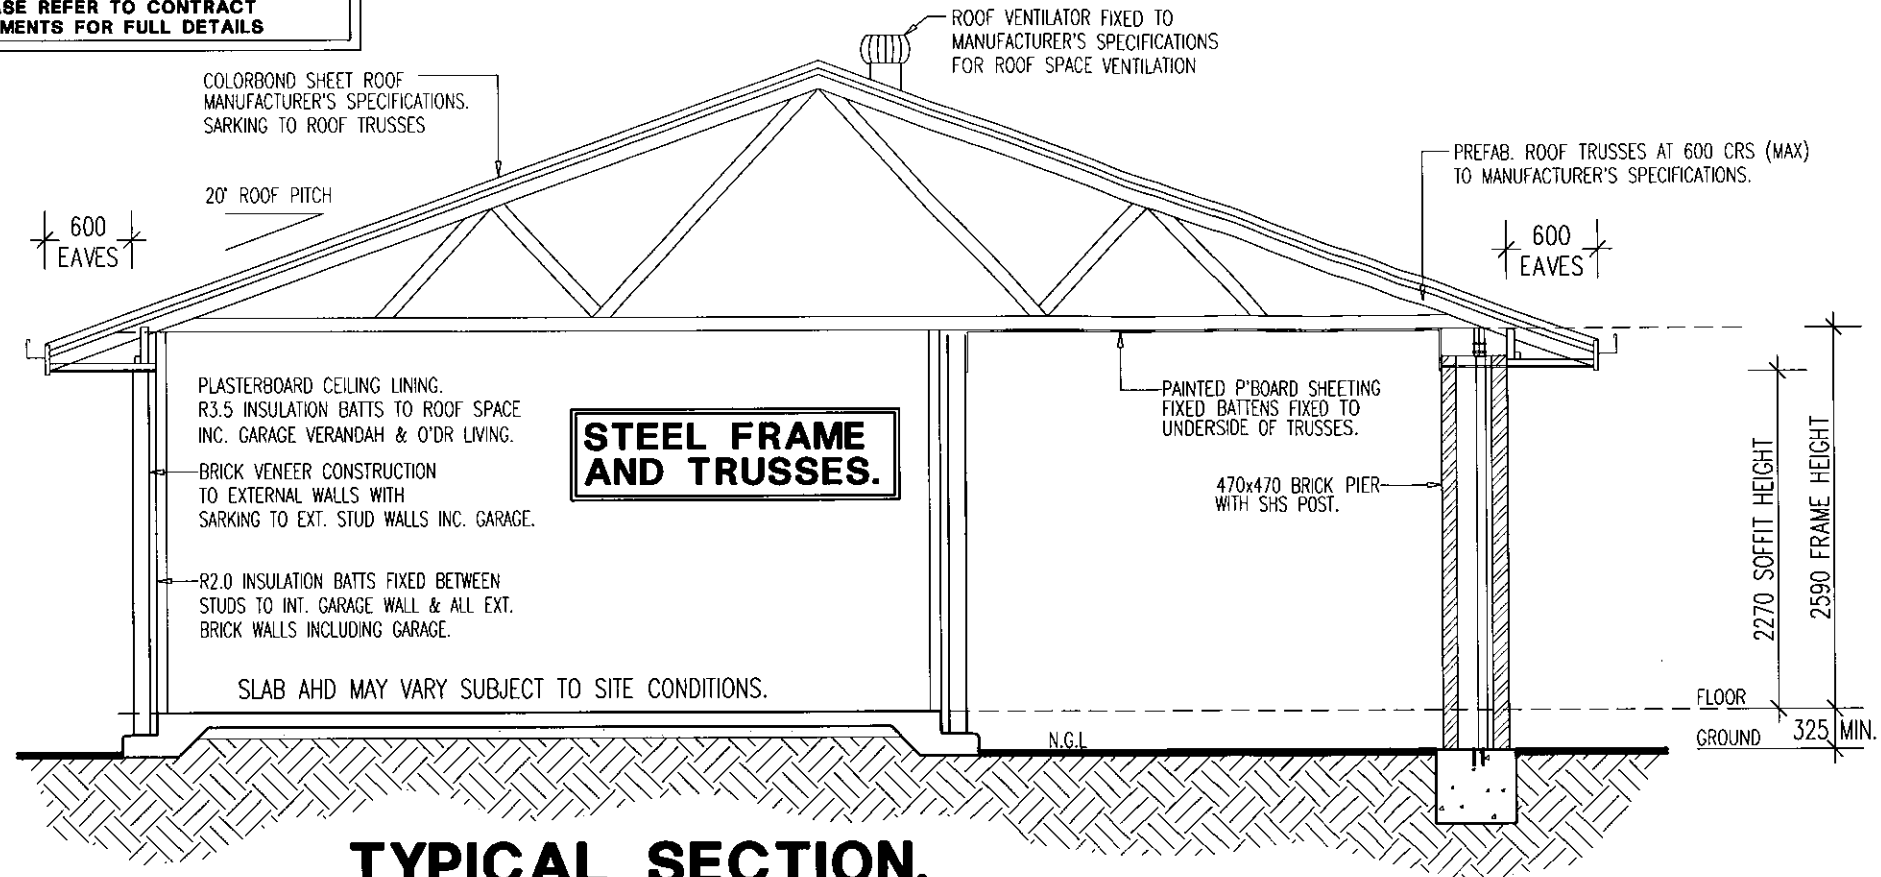 REFER TO CONTRACT
FOR FULL DETAILS
ROOF VENTILATOR FIXED TO
MANUFACTURER'S SPECIFICATIONS
FOR ROOF SPACE VENTILATION
COLORBOND SHEET ROOF
MANUFACTURER'S SPECIFICATIONS.
SARKING TO ROOF TRUSSES
PREFAB. ROOF TRUSSES AT 600 CRS (MAX)
TO MANUFACTURER'S SPECIFICATIONS.
20° ROOF PITCH
600
EAVES
600
EAVES
PLASTERBOARD CEILING LINING.
R3.5 INSULATION BATTS TO ROOF SPACE
INC. GARAGE VERANDAH & O'DR LIVING.
STEEL FRAME
AND TRUSSES.
PAINTED P'BOARD SHEETING
FIXED BATTENS FIXED TO
UNDERSIDE OF TRUSSES.
BRICK VENEER CONSTRUCTION
TO EXTERNAL WALLS WITH
SARKING TO EXT. STUD WALLS INC. GARAGE.
470x470 BRICK PIER
WITH SHS POST.
2270 SOFFIT HEIGHT
2590 FRAME HEIGHT
R2.0 INSULATION BATTS FIXED BETWEEN
STUDS TO INT. GARAGE WALL & ALL EXT.
BRICK WALLS INCLUDING GARAGE.
SLAB AHD MAY VARY SUBJECT TO SITE CONDITIONS.
FLOOR
N.G.L
GROUND
325 MIN.
TYPICAL SECTION.